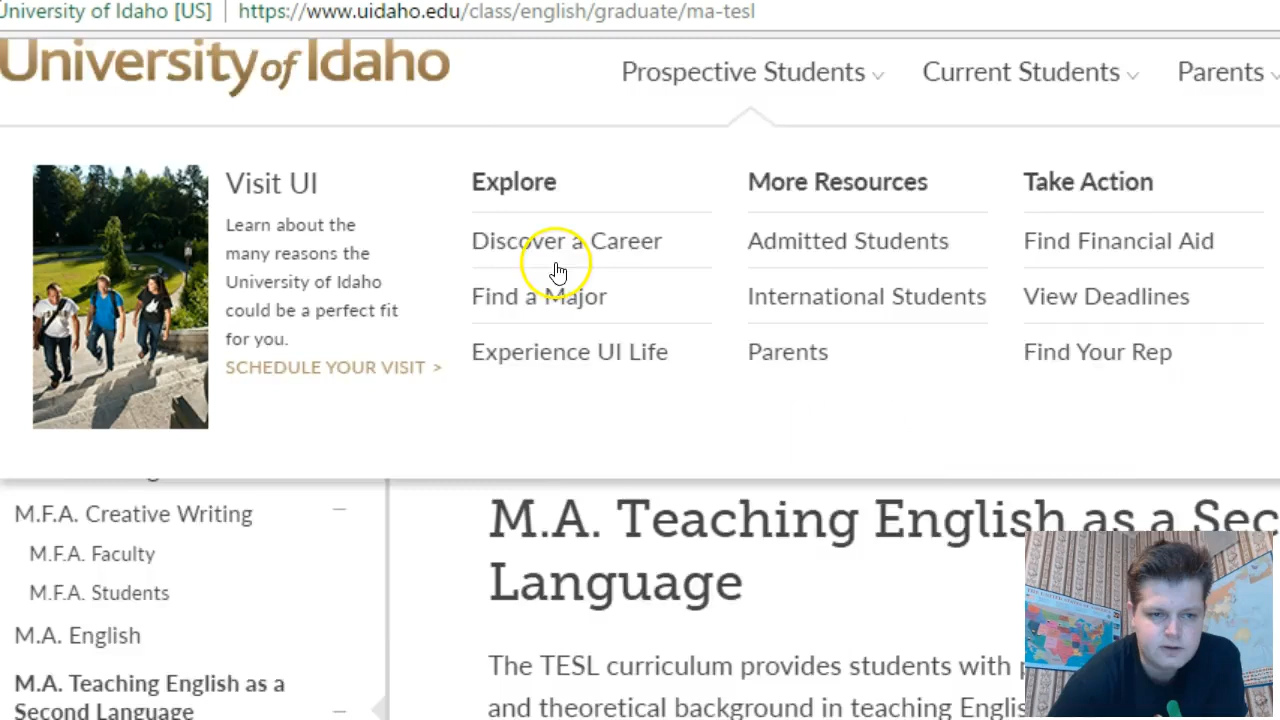 University of Idaho [US] https://www.uidaho.edu/class/english/graduate/ma-tesl
University of Idaho
Prospective Students
Current Students
Parents
Visit UI
Learn about the
many reasons the
University of Idaho
could be a perfect fit
for you.
SCHEDULE YOUR VISIT >
Explore
Discover a Career
Find a Major
Experience UI Life
More Resources
Admitted Students
International Students
Parents
Take Action
Find Financial Aid
View Deadlines
Find Your Rep
M.F.A. Creative Writing
M.F.A. Faculty
M.F.A. Students
M.A. English
M.A. Teaching English as a
Second Language
M.A. Teaching English as a Sec
Language
The TESL curriculum provides students with
and theoretical background in teaching Englis